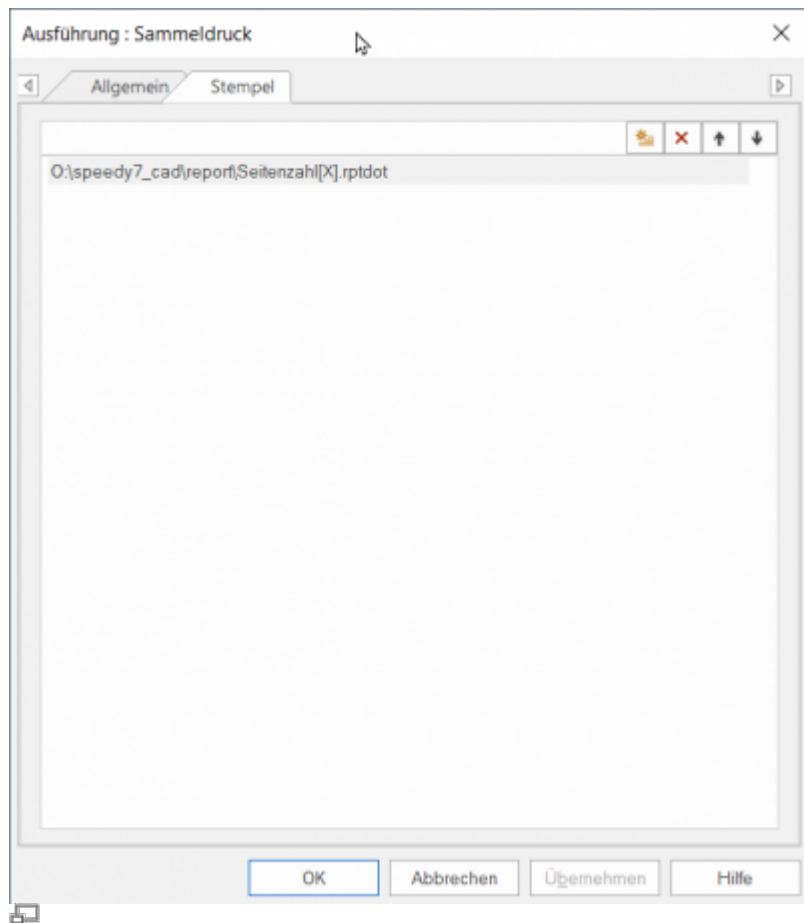 Ausführung : Sammeldruck
Allgemein Stempel
O:\speedy7_cad\report\Seitenzahl[X].rptdot
OK Abbrechen Übernehmen Hilfe